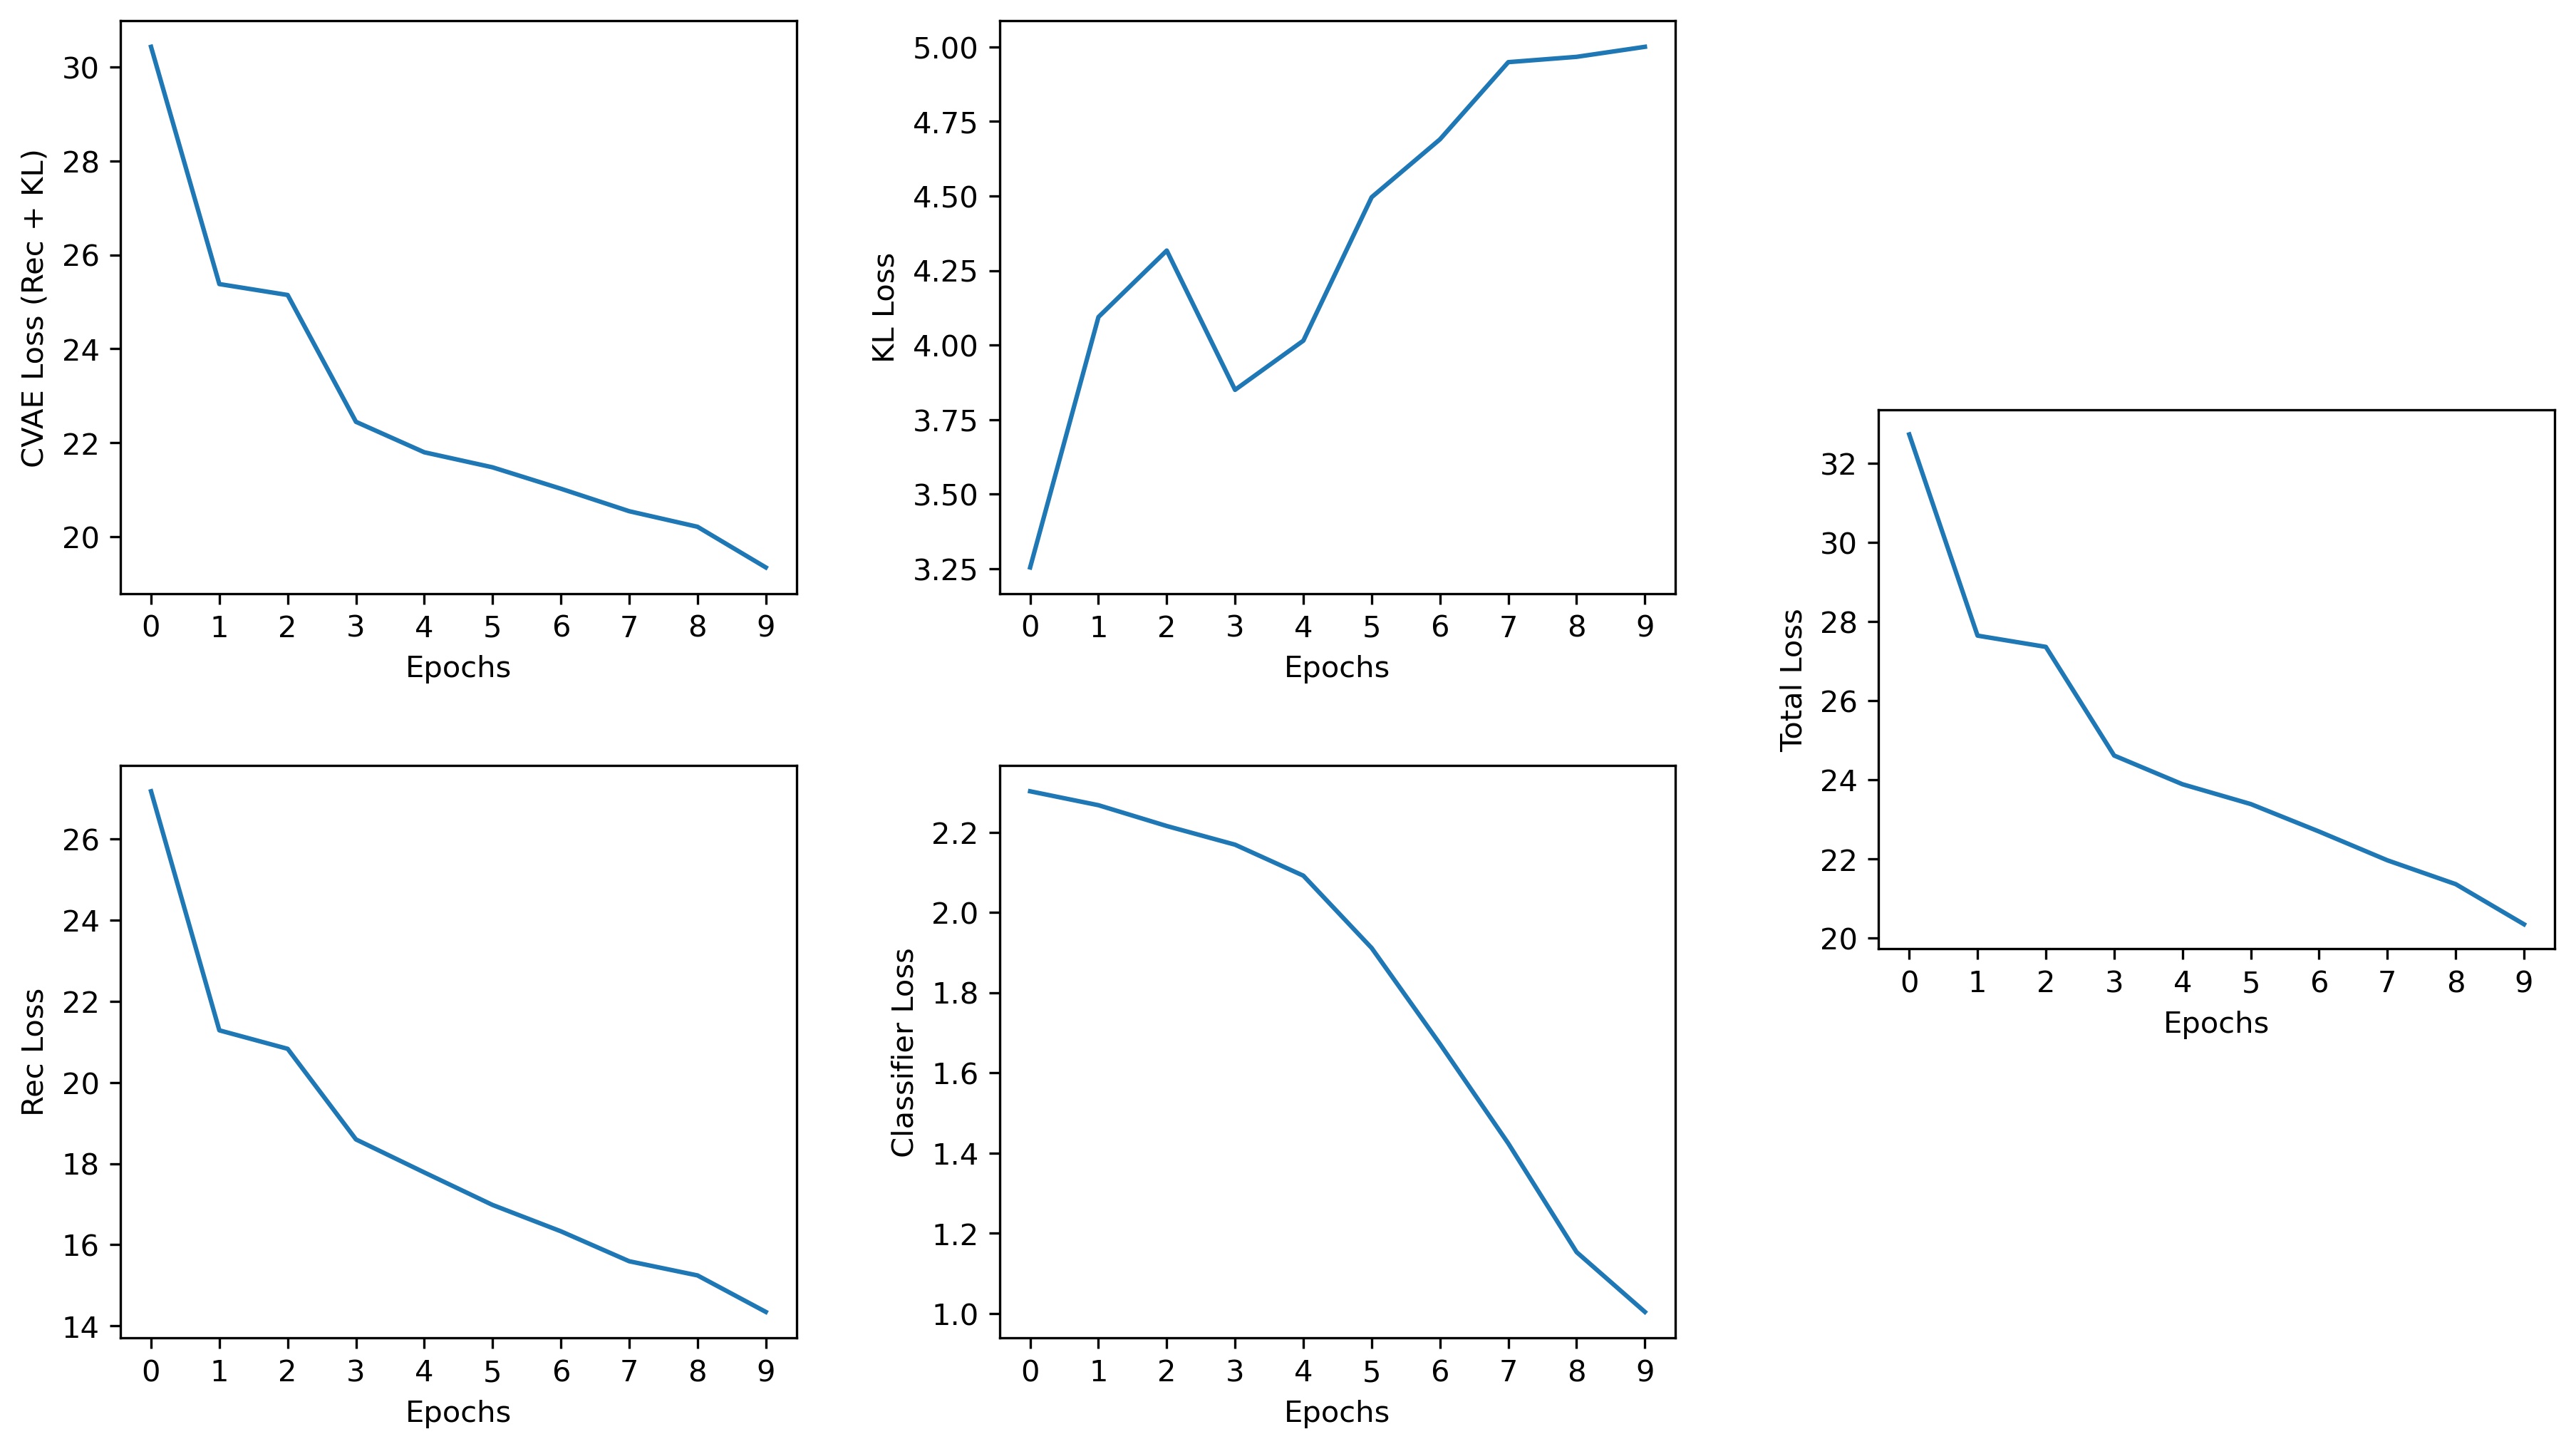 CVAE Loss (Rec + KL)
30
28
26
24
22
20
0 1 2 3 4 5 6 7 8 9
Epochs
KL Loss
5.00
4.75
4.50
4.25
4.00
3.75
3.50
3.25
0 1 2 3 4 5 6 7 8 9
Epochs
Total Loss
32
30
28
26
24
22
20
0 1 2 3 4 5 6 7 8 9
Epochs
Rec Loss
26
24
22
20
18
16
14
0 1 2 3 4 5 6 7 8 9
Epochs
Classifier Loss
2.2
2.0
1.8
1.6
1.4
1.2
1.0
0 1 2 3 4 5 6 7 8 9
Epochs